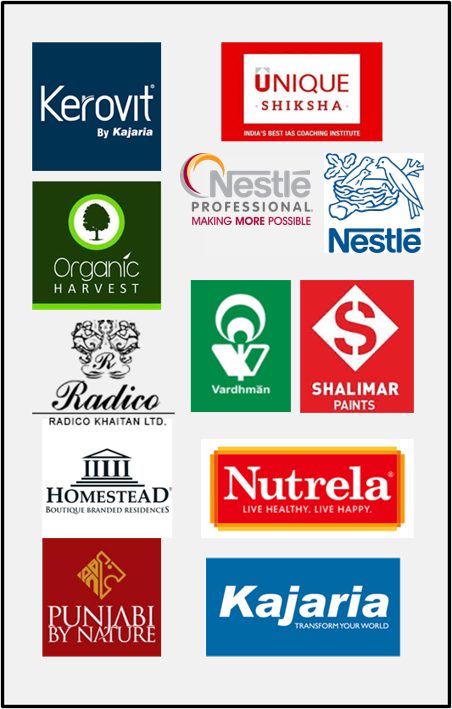 Kerovit
By Kajaria
ÜNIQUE
SHIKSHA
INDIA'S BEST IAS COACHING INSTITUTE
Nestlé
PROFESSIONAL.
MAKING MORE POSSIBLE
Nestlé
Organic
HARVEST
Vardhmān
S
SHALIMAR
PAINTS
R
Radico
RADICO KHAITAN LTD.
HOMESTEAD®
BOUTIQUE BRANDED RESIDENCES
Nutrela®
LIVE HEALTHY. LIVE HAPPY.
PUNJABI
BY NATURE
Kajaria
TRANSFORM YOUR WORLD